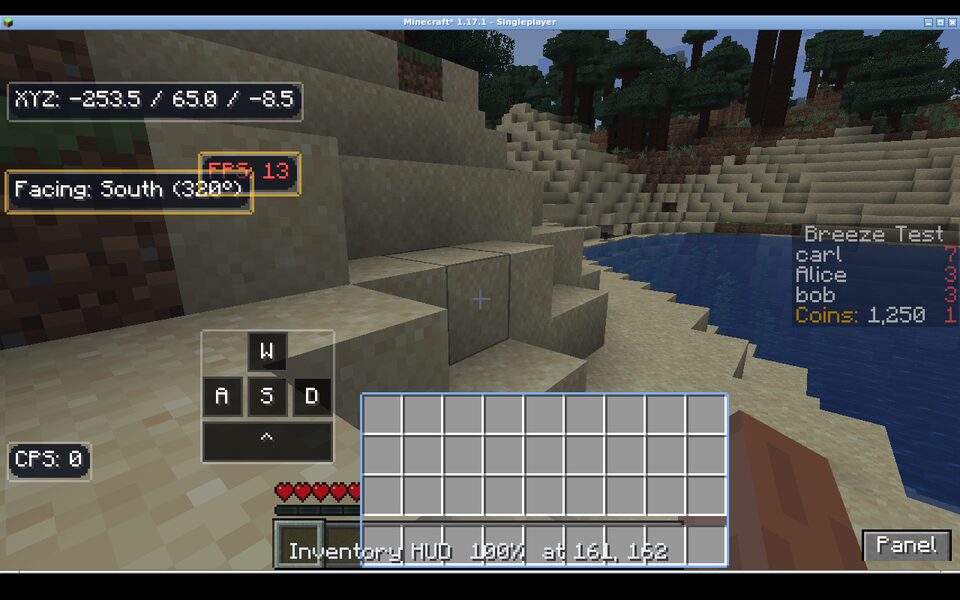 Minecraft* 1.17.1 - Singleplayer
XYZ: -253.5 / 65.0 / -8.5
FPS: 13
Facing: South (320°)
Breeze Test
carl 7
Alice 3
bob 3
Coins: 1,250 1
W
A S D
^
CPS: 0
Inventory HUD 100% at 161, 162
Panel